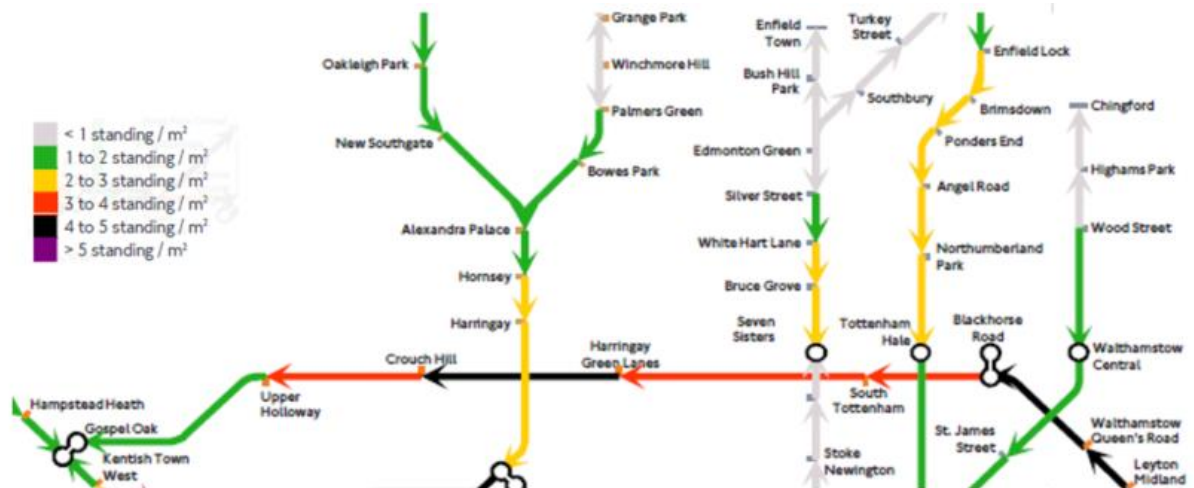 Grange Park
Enfield
Town
Turkey
Street
Oakleigh Park
Winchmore Hill
Enfield Lock
Bush Hill
Park
Southbury
Brimsdown
Chingford
Palmers Green
< 1 standing / m²
1 to 2 standing / m²
2 to 3 standing / m²
3 to 4 standing / m²
4 to 5 standing / m²
> 5 standing / m²
New Southgate
Bowes Park
Edmonton Green
Ponders End
Angel Road
Highams Park
Silver Street
Alexandra Palace
White Hart Lane
Northumberland
Park
Wood Street
Hornsey
Bruce Grove
Harringay
Seven
Sisters
Tottenham
Hale
Blackhorse
Road
Walthamstow
Central
Crouch Hill
Harringay
Green Lanes
Upper
Holloway
South
Tottenham
Hampstead Heath
Gospel Oak
Kentish Town
West
Stoke
Newington
St. James
Street
Walthamstow
Queen's Road
Leyton
Midland